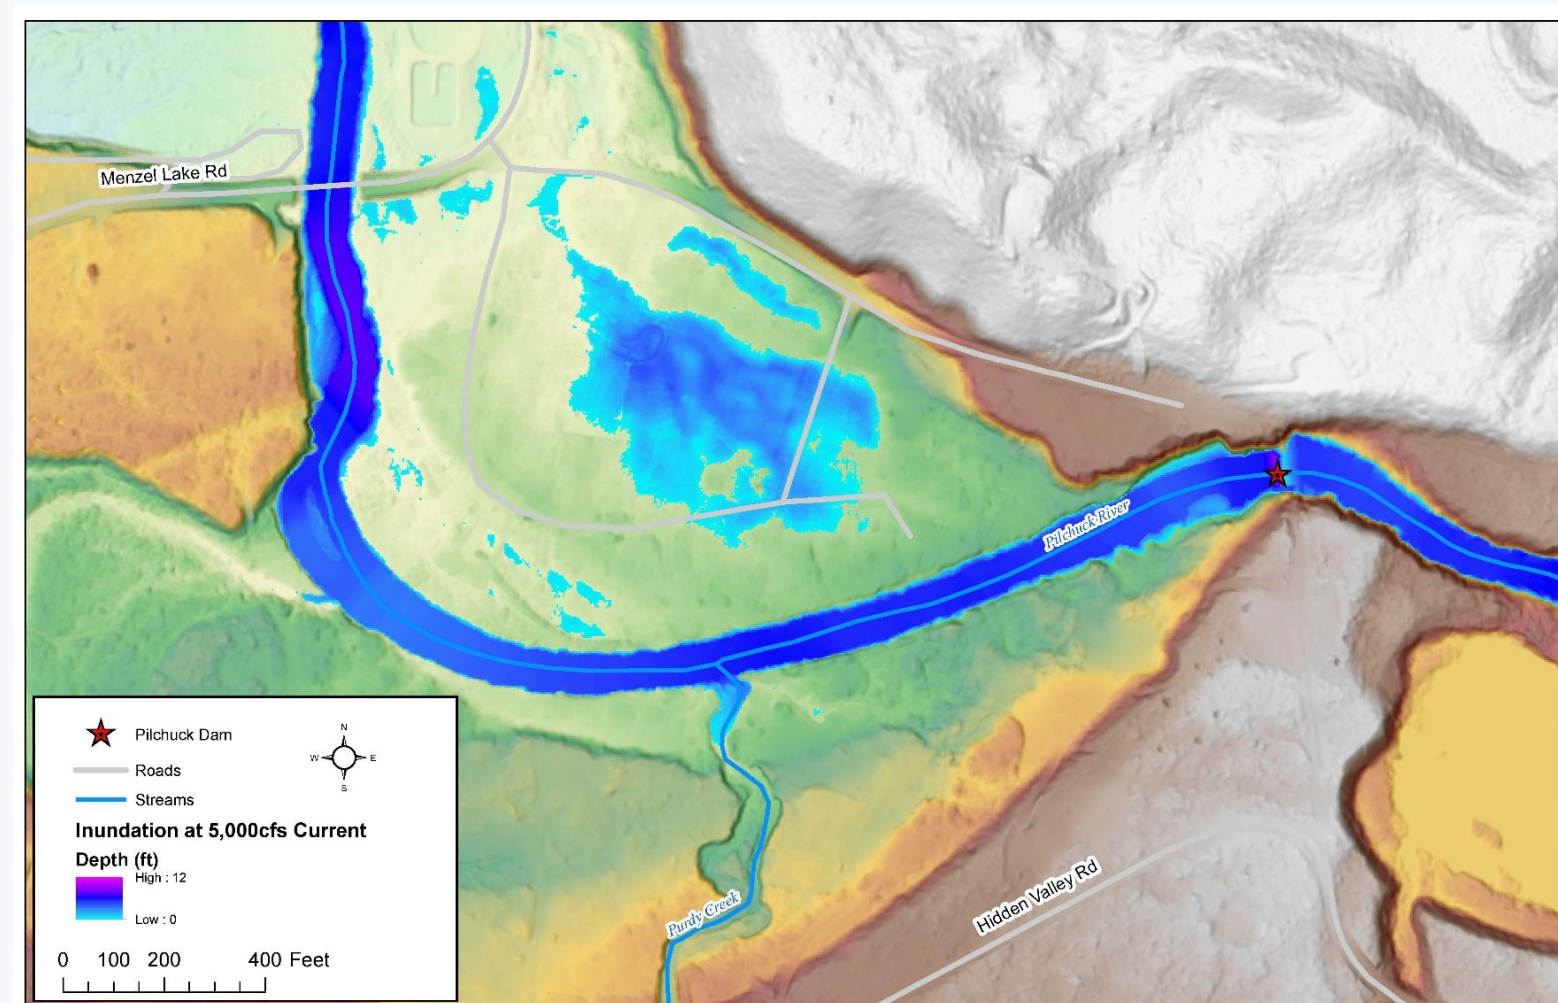 Menzel Lake Rd
Pilchuck River
Purdy Creek
Hidden Valley Rd
Pilchuck Dam
Roads
Streams
N
W E
S
Inundation at 5,000cfs Current
Depth (ft)
High : 12
Low : 0
0 100 200 400 Feet